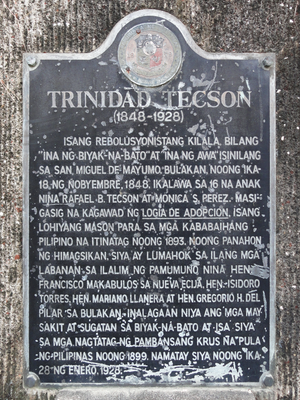 TRINIDAD TECSON
(1848-1928)
ISANG REBOLUSYONISTANG KILALA BILANG
"INA NG BIYAK-NA-BATO" AT "INA NG AWA" ISINILANG
SA SAN MIGUEL DE MAYUMO, BULAKAN, NOONG IKA-
18 NG NOBYEMBRE, 1848. IKALAWA SA 16 NA ANAK
NINA RAFAEL B. TECSON AT MONICA S. PEREZ. MASI-
GASIG NA KAGAWAD NG LOGIA DE ADOPCION, ISANG
LOHIYANG MASON PARA SA MGA KABABAIHANG
PILIPINO NA ITINATAG NOONG 1893. NOONG PANAHON
NG HIMAGSIKAN, SIYA AY LUMAHOK SA ILANG MGA
LABANAN SA ILALIM NG PAMUMUNO NINA HEN.
FRANCISCO MAKABULOS SA NUEVA ECIJA, HEN. ISIDORO
TORRES, HEN. MARIANO LLANERA AT HEN. GREGORIO H. DEL
PILAR SA BULAKAN. INALAGAAN NIYA ANG MGA MAY
SAKIT AT SUGATAN SA BIYAK-NA-BATO AT ISA SIYA
SA MGA NAGTATAG NG PAMBANSANG KRUS NA PULA
NG PILIPINAS NOONG 1899. NAMATAY SIYA NOONG IKA-
28 NG ENERO, 1928.